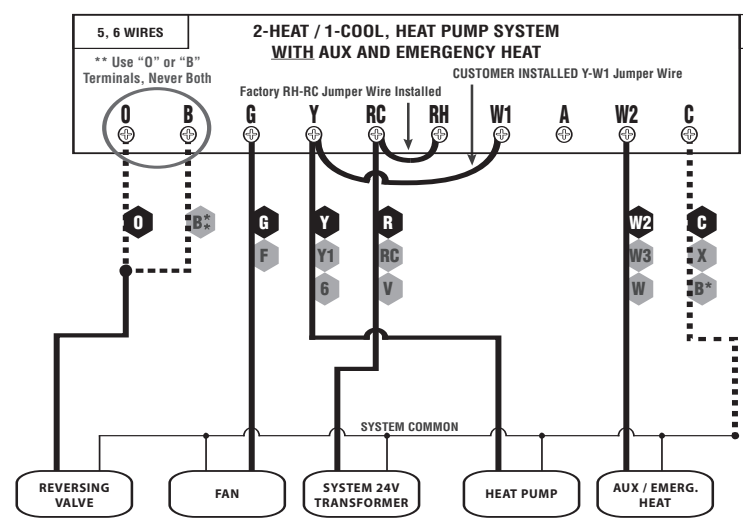 5, 6 WIRES
2-HEAT / 1-COOL, HEAT PUMP SYSTEM
WITH AUX AND EMERGENCY HEAT
** Use “O” or “B”
Terminals, Never Both
CUSTOMER INSTALLED Y-W1 Jumper Wire
Factory RH-RC Jumper Wire Installed
O B G Y RC RH W1 A W2 C
O B** G Y R W2 C
F Y1 RC W3 X
6 V W B*
SYSTEM COMMON
REVERSING
VALVE
FAN
SYSTEM 24V
TRANSFORMER
HEAT PUMP
AUX / EMERG.
HEAT